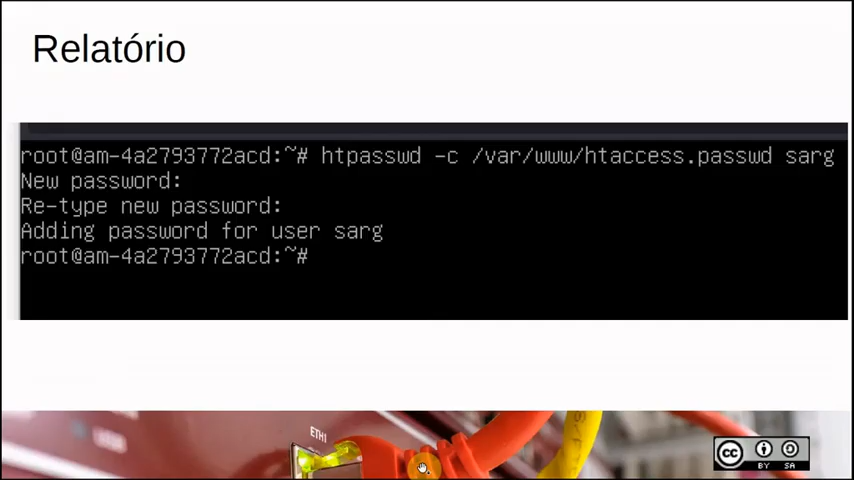 Relatório
root@am-4a2793772acd:~# htpasswd -c /var/www/htaccess.passwd sarg
New password:
Re-type new password:
Adding password for user sarg
root@am-4a2793772acd:~#
ETH1
cc
BY SA